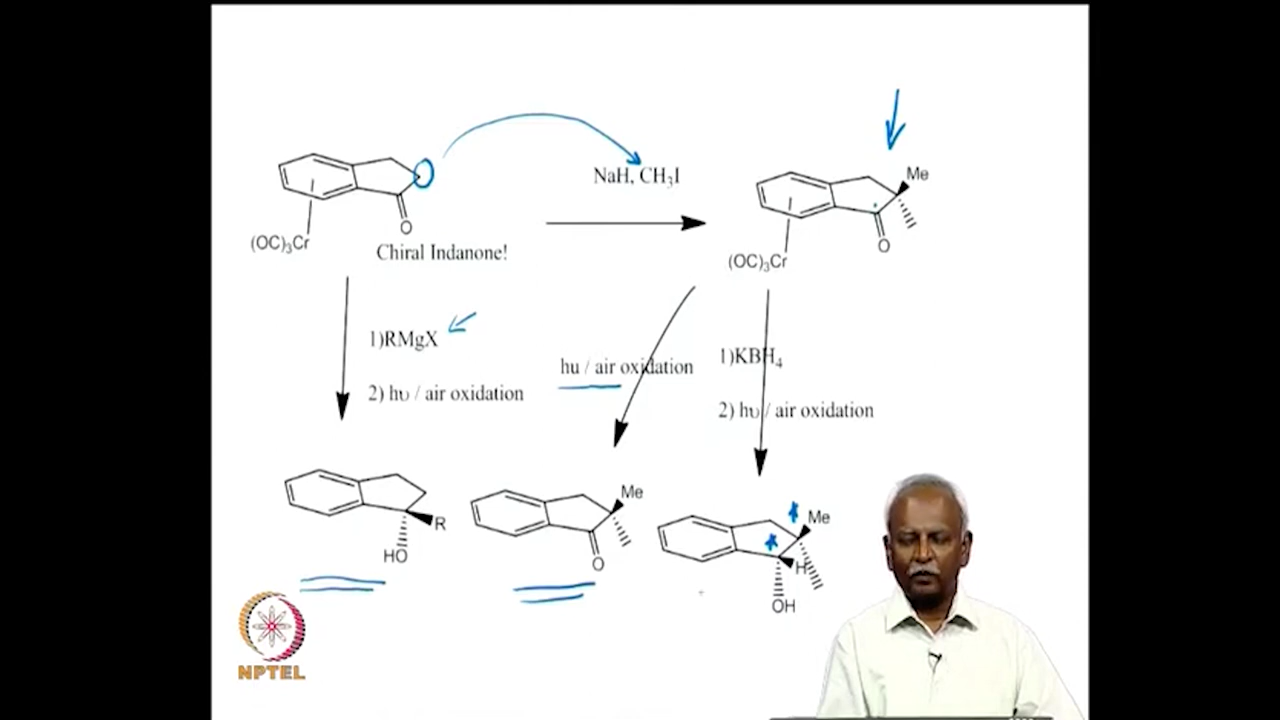 NaH, CH₃I
Me
O
(OC)₃Cr
Chiral Indanone!
O
(OC)₃Cr
1)RMgX
2) hυ / air oxidation
hυ / air oxidation
1)KBH₄
2) hυ / air oxidation
R
HO
Me
O
Me
H
OH
NPTEL